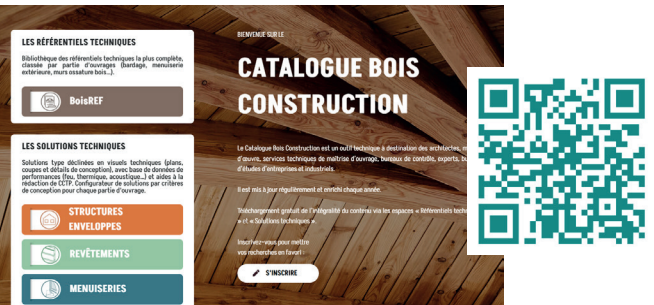 LES RÉFÉRENTIELS TECHNIQUES
Bibliothèque des référentiels techniques la plus complète,
classée par partie d'ouvrages (bardage, menuiserie
extérieure, murs ossature bois...).
BoisREF
LES SOLUTIONS TECHNIQUES
Solutions type déclinées en visuels techniques (plans,
coupes et détails de conception), avec base de données de
performances (feu, thermique, acoustique...) et aides à la
rédaction de CCTP. Configurateur de solutions par critères
de conception pour chaque partie d'ouvrage.
STRUCTURES
ENVELOPPES
REVÊTEMENTS
MENUISERIES
BIENVENUE SUR LE
CATALOGUE BOIS
CONSTRUCTION
Le Catalogue Bois Construction est un outil technique à destination des architectes, m
d'œuvre, services techniques de maîtrise d'ouvrage, bureaux de contrôle, experts, bu
d'études d'entreprises et industriels.
Il est mis à jour régulièrement et enrichi chaque année.
Téléchargement gratuit de l'intégralité du contenu via les espaces « Référentiels tech
» et « Solutions techniques ».
Inscrivez-vous pour mettre
vos recherches en favori :
S'INSCRIRE